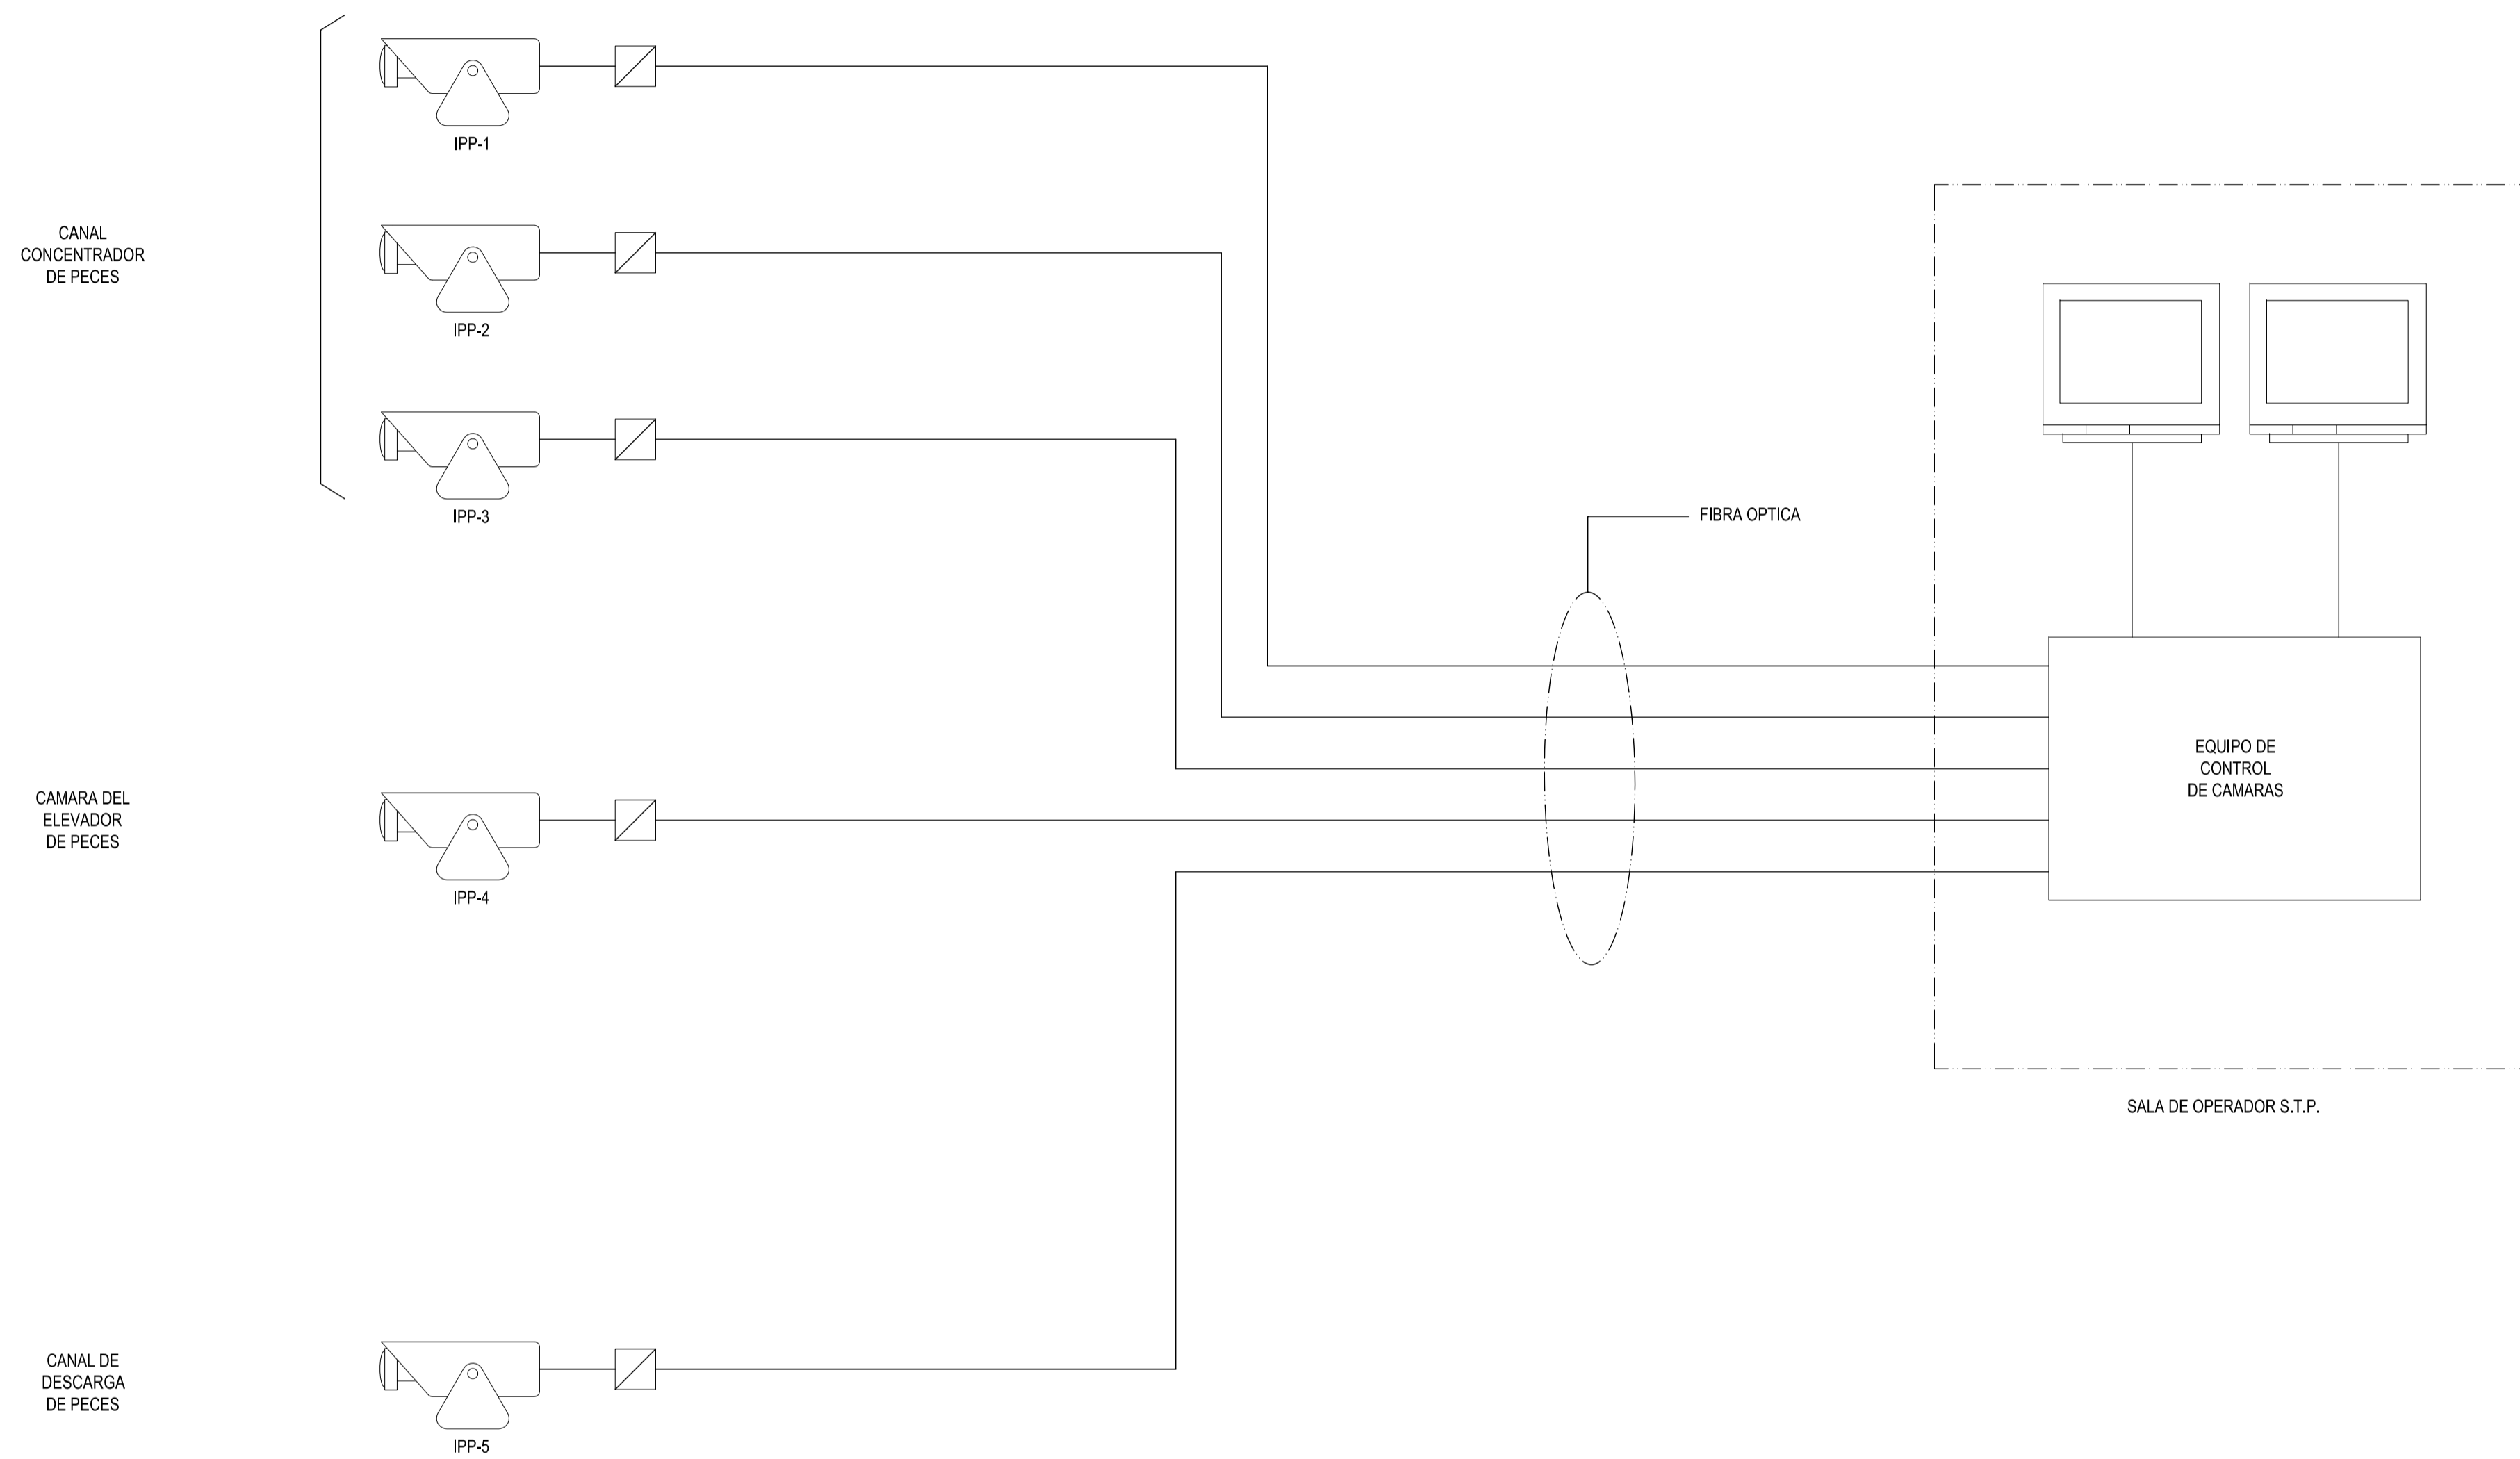 IPP-1
CANAL
CONCENTRADOR
DE PECES
IPP-2
IPP-3
FIBRA OPTICA
EQUIPO DE
CONTROL
DE CAMARAS
CAMARA DEL
ELEVADOR
DE PECES
IPP-4
SALA DE OPERADOR S.T.P.
CANAL DE
DESCARGA
DE PECES
IPP-5